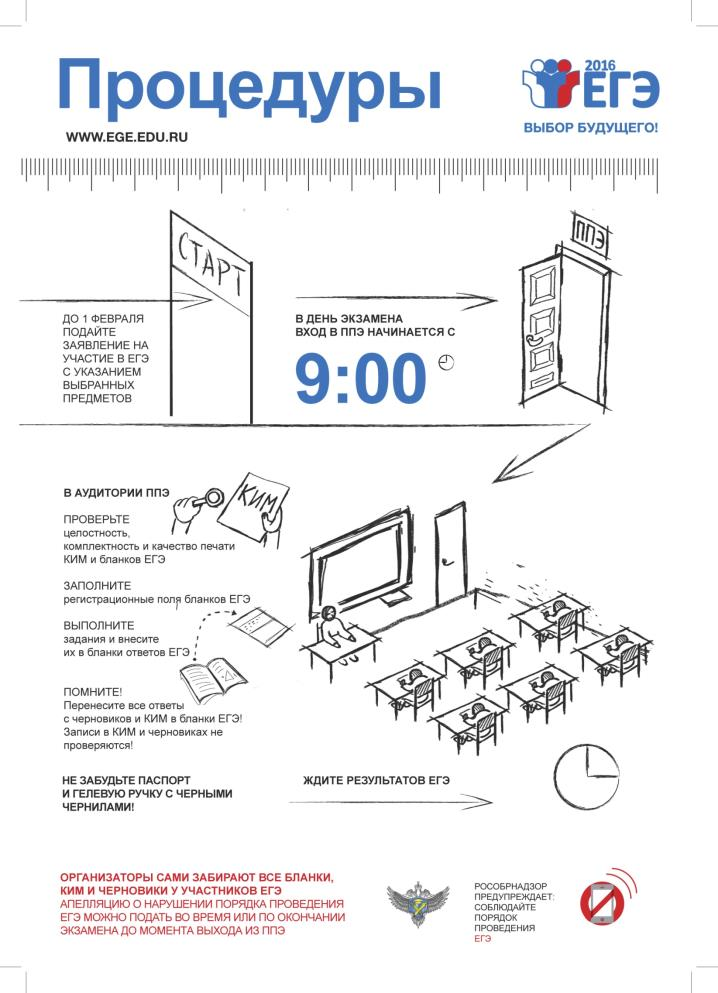 Процедуры
2016
ЕГЭ
ВЫБОР БУДУЩЕГО!
WWW.EGE.EDU.RU
СТАРТ
ППЭ
ДО 1 ФЕВРАЛЯ
ПОДАЙТЕ
ЗАЯВЛЕНИЕ НА
УЧАСТИЕ В ЕГЭ
С УКАЗАНИЕМ
ВЫБРАННЫХ
ПРЕДМЕТОВ
В ДЕНЬ ЭКЗАМЕНА
ВХОД В ППЭ НАЧИНАЕТСЯ С
9:00
В АУДИТОРИИ ППЭ
КИМ
ПРОВЕРЬТЕ
целостность,
комплектность и качество печати
КИМ и бланков ЕГЭ
ЗАПОЛНИТЕ
регистрационные поля бланков ЕГЭ
ВЫПОЛНИТЕ
задания и внесите
их в бланки ответов ЕГЭ
ПОМНИТЕ!
Перенесите все ответы
с черновиков и КИМ в бланки ЕГЭ!
Записи в КИМ и черновиках не
проверяются!
НЕ ЗАБУДЬТЕ ПАСПОРТ
И ГЕЛЕВУЮ РУЧКУ С ЧЕРНЫМИ
ЧЕРНИЛАМИ!
ЖДИТЕ РЕЗУЛЬТАТОВ ЕГЭ
ОРГАНИЗАТОРЫ САМИ ЗАБИРАЮТ ВСЕ БЛАНКИ,
КИМ И ЧЕРНОВИКИ У УЧАСТНИКОВ ЕГЭ
АПЕЛЛЯЦИЮ О НАРУШЕНИИ ПОРЯДКА ПРОВЕДЕНИЯ
ЕГЭ МОЖНО ПОДАТЬ ВО ВРЕМЯ ИЛИ ПО ОКОНЧАНИИ
ЭКЗАМЕНА ДО МОМЕНТА ВЫХОДА ИЗ ППЭ
РОСОБРНАДЗОР
ПРЕДУПРЕЖДАЕТ:
СОБЛЮДАЙТЕ
ПОРЯДОК
ПРОВЕДЕНИЯ
ЕГЭ